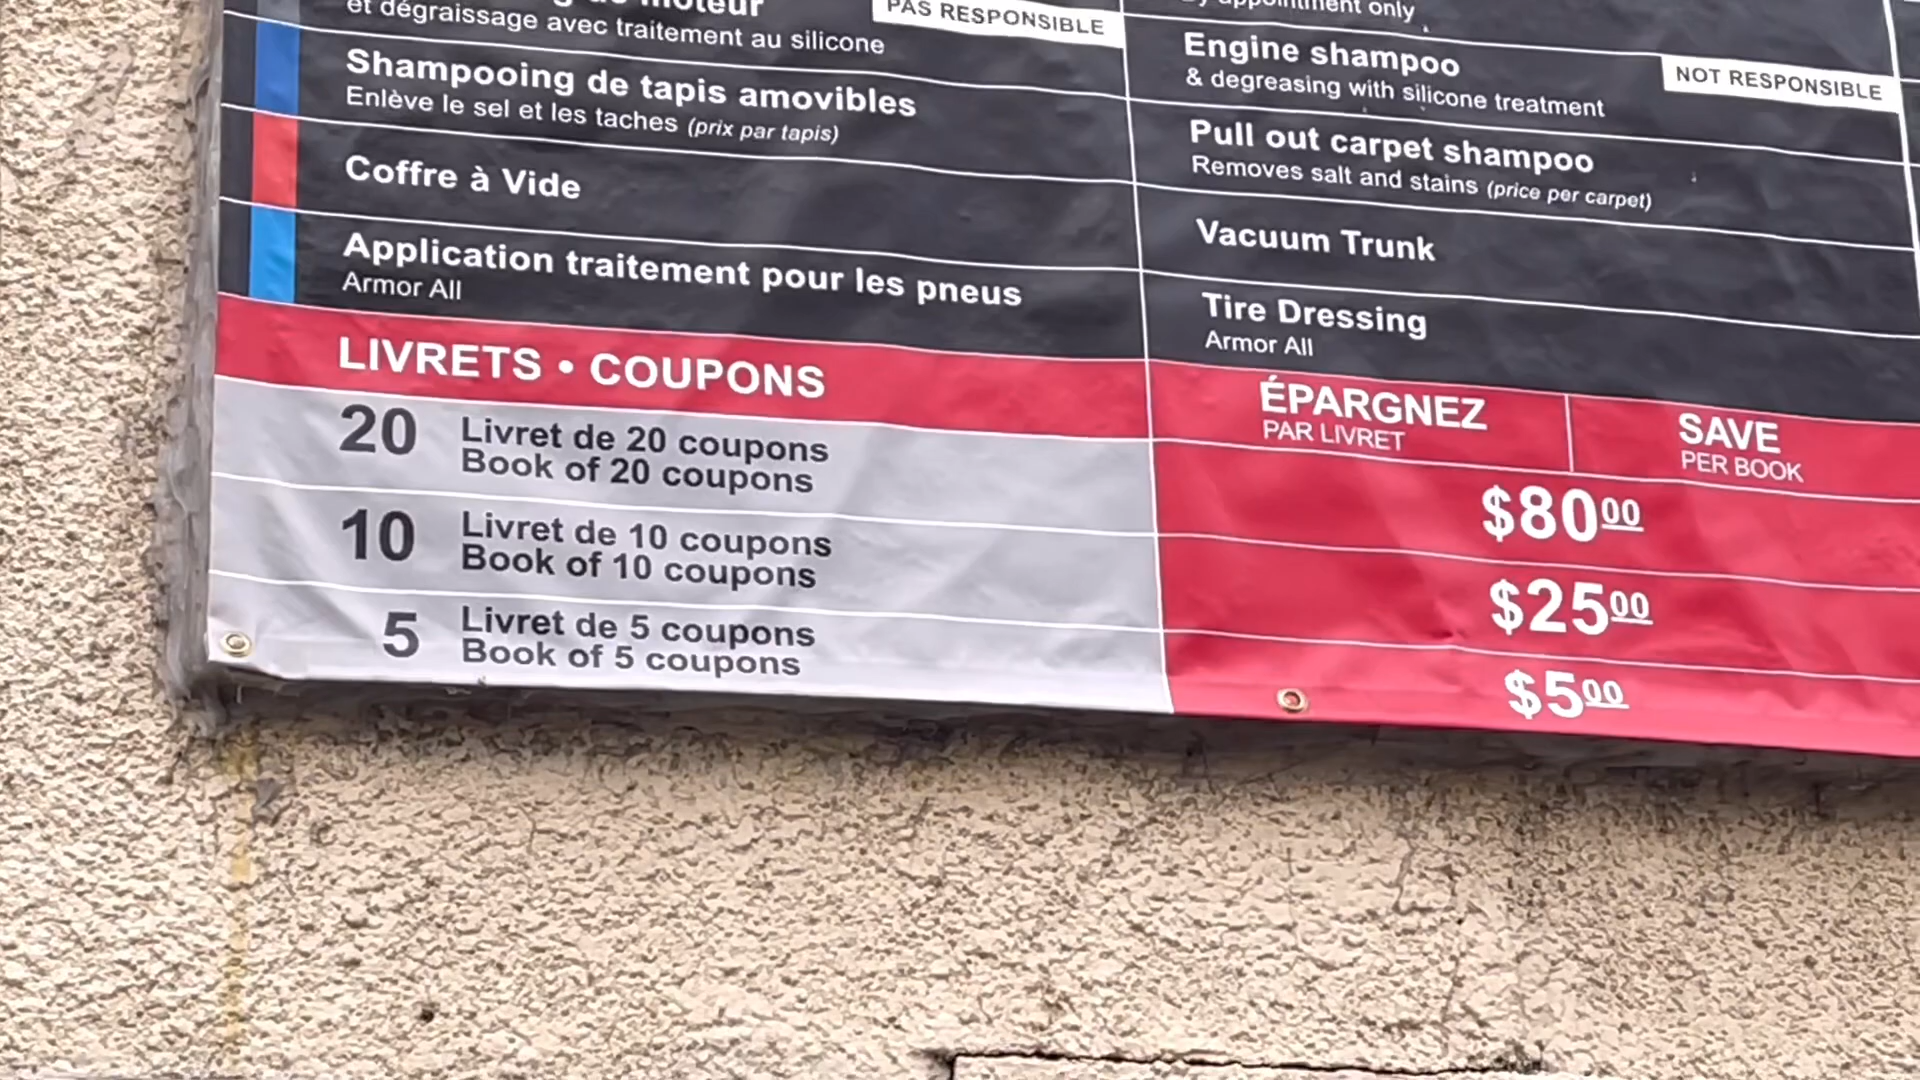 moteur
et dégraissage avec traitement au silicone
PAS RESPONSIBLE
Shampooing de tapis amovibles
Enlève le sel et les taches (prix par tapis)
Coffre à Vide
Application traitement pour les pneus
Armor All
appointment only
Engine shampoo
& degreasing with silicone treatment
NOT RESPONSIBLE
Pull out carpet shampoo
Removes salt and stains (price per carpet)
Vacuum Trunk
Tire Dressing
Armor All
LIVRETS • COUPONS
ÉPARGNEZ
PAR LIVRET
SAVE
PER BOOK
20
Livret de 20 coupons
Book of 20 coupons
$80 00
10
Livret de 10 coupons
Book of 10 coupons
$25 00
5
Livret de 5 coupons
Book of 5 coupons
$5 00